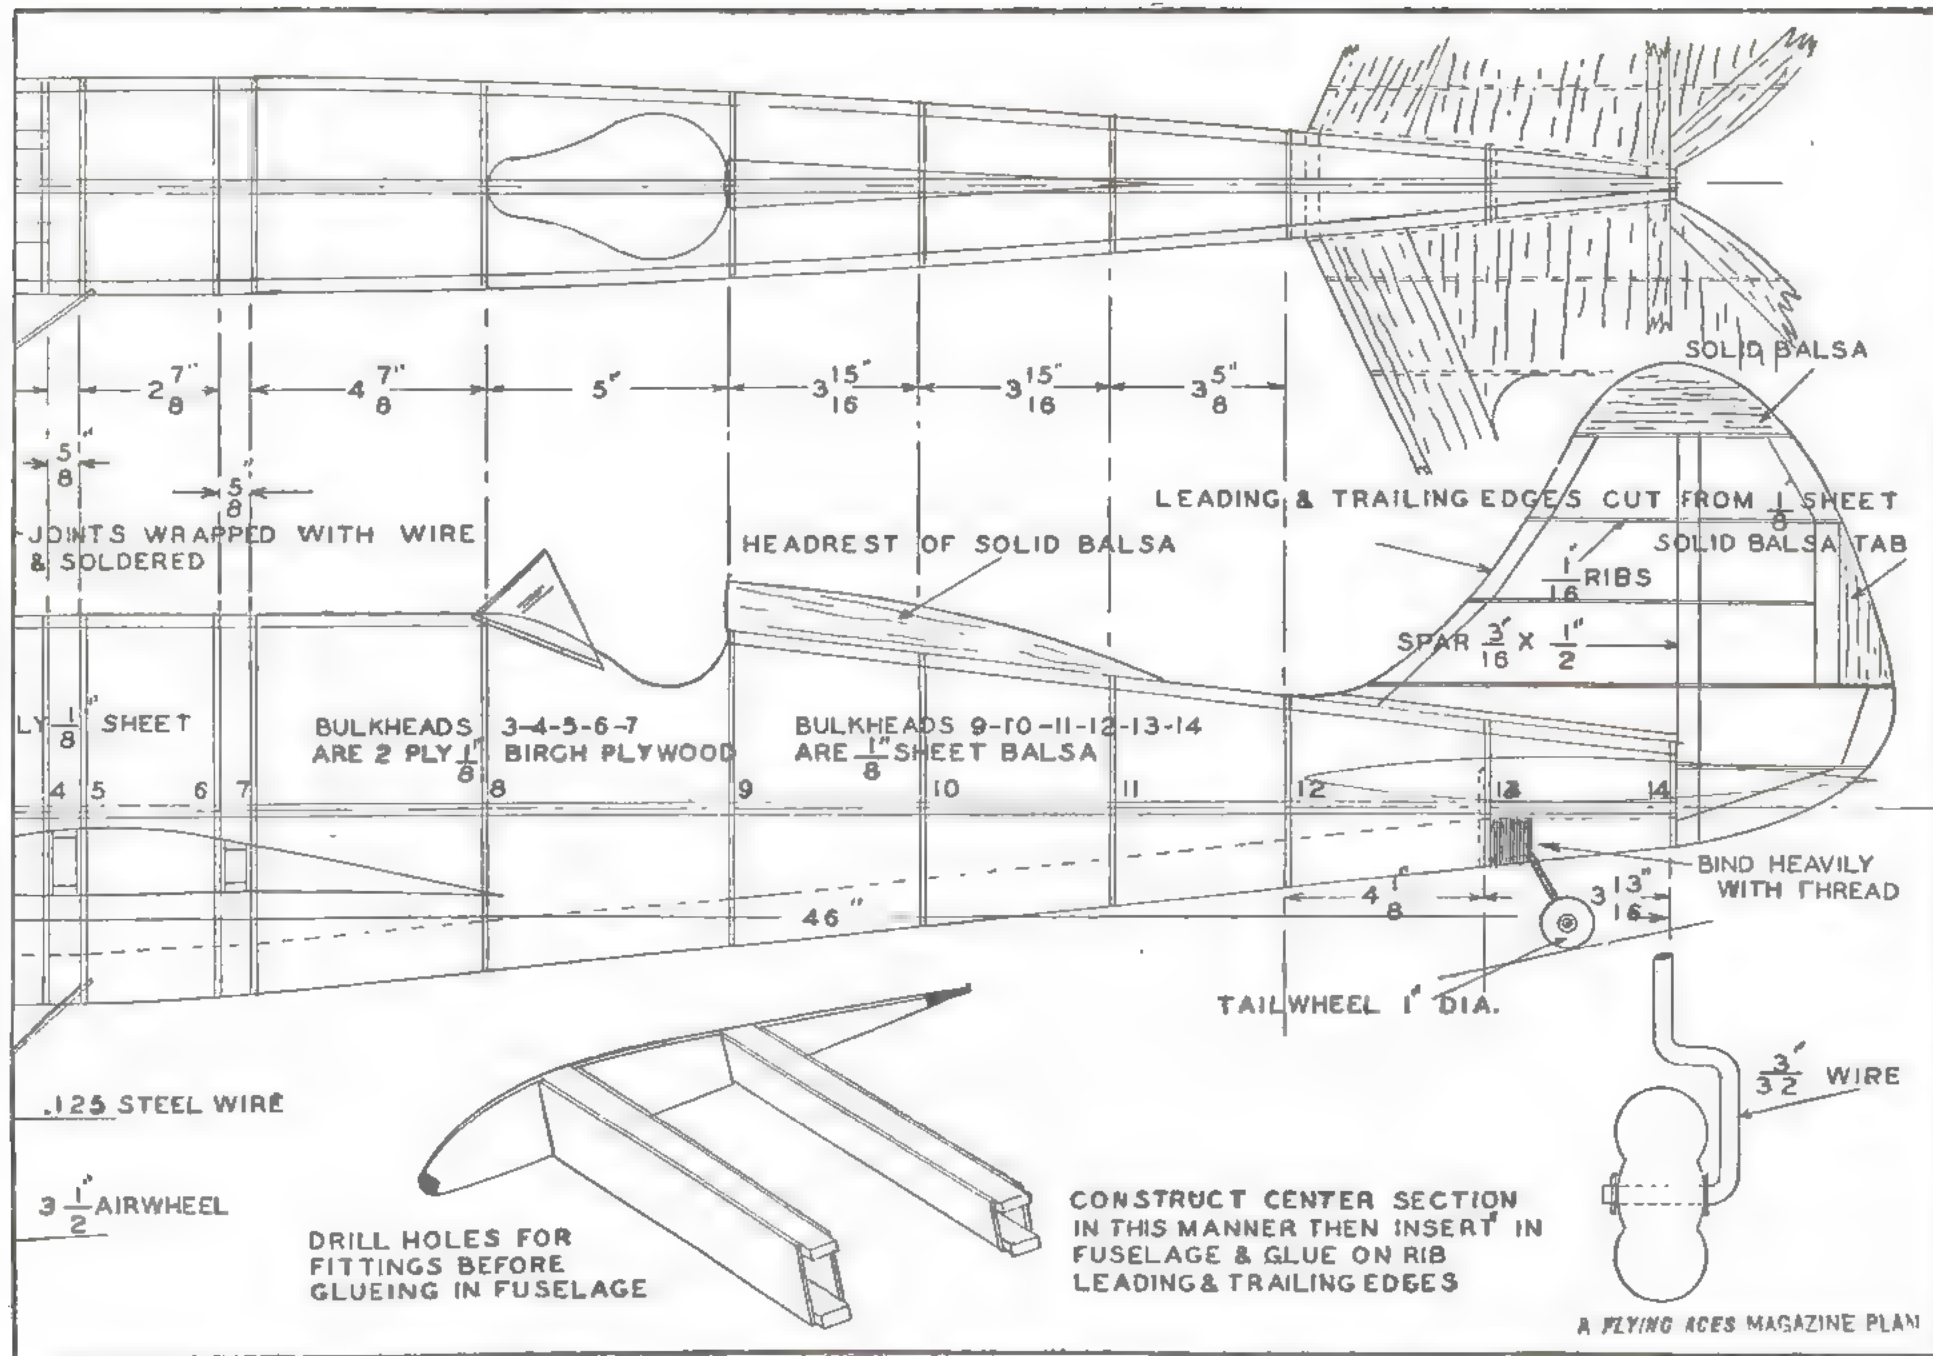 SOLID BALSA
2 7/8" 4 7/8" 5" 3 15/16" 3 15/16" 3 5/8"
5/8"
5/8"
LEADING & TRAILING EDGES CUT FROM 1/8" SHEET
JOINTS WRAPPED WITH WIRE
& SOLDERED
HEADREST OF SOLID BALSA
SOLID BALSA TAB
1/16" RIBS
SPAR 3/16" X 1/2"
LY 1/8" SHEET
BULKHEADS 3-4-5-6-7
ARE 2 PLY 1/8" BIRCH PLYWOOD
BULKHEADS 9-10-11-12-13-14
ARE 1/8" SHEET BALSA
4 5 6 7 8 9 10 11 12 13 14
BIND HEAVILY
WITH THREAD
46"
4 1/8"
3 13/16"
TAILWHEEL 1" DIA.
.125 STEEL WIRE
3/32" WIRE
3 1/2" AIRWHEEL
DRILL HOLES FOR
FITTINGS BEFORE
GLUEING IN FUSELAGE
CONSTRUCT CENTER SECTION
IN THIS MANNER THEN INSERT" IN
FUSELAGE & GLUE ON RIB
LEADING & TRAILING EDGES
A FLYING ACES MAGAZINE PLAN